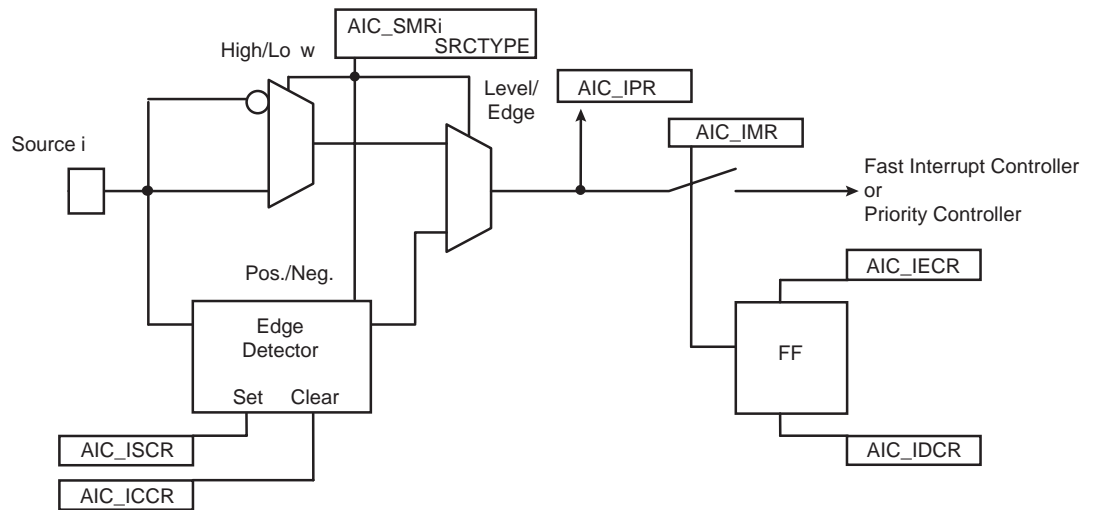 AIC_SMRi
SRCTYPE
High/Lo w
Level/
Edge
AIC_IPR
AIC_IMR
Source i
Fast Interrupt Controller
or
Priority Controller
Pos./Neg.
AIC_IECR
Edge
Detector
FF
Set Clear
AIC_ISCR
AIC_IDCR
AIC_ICCR